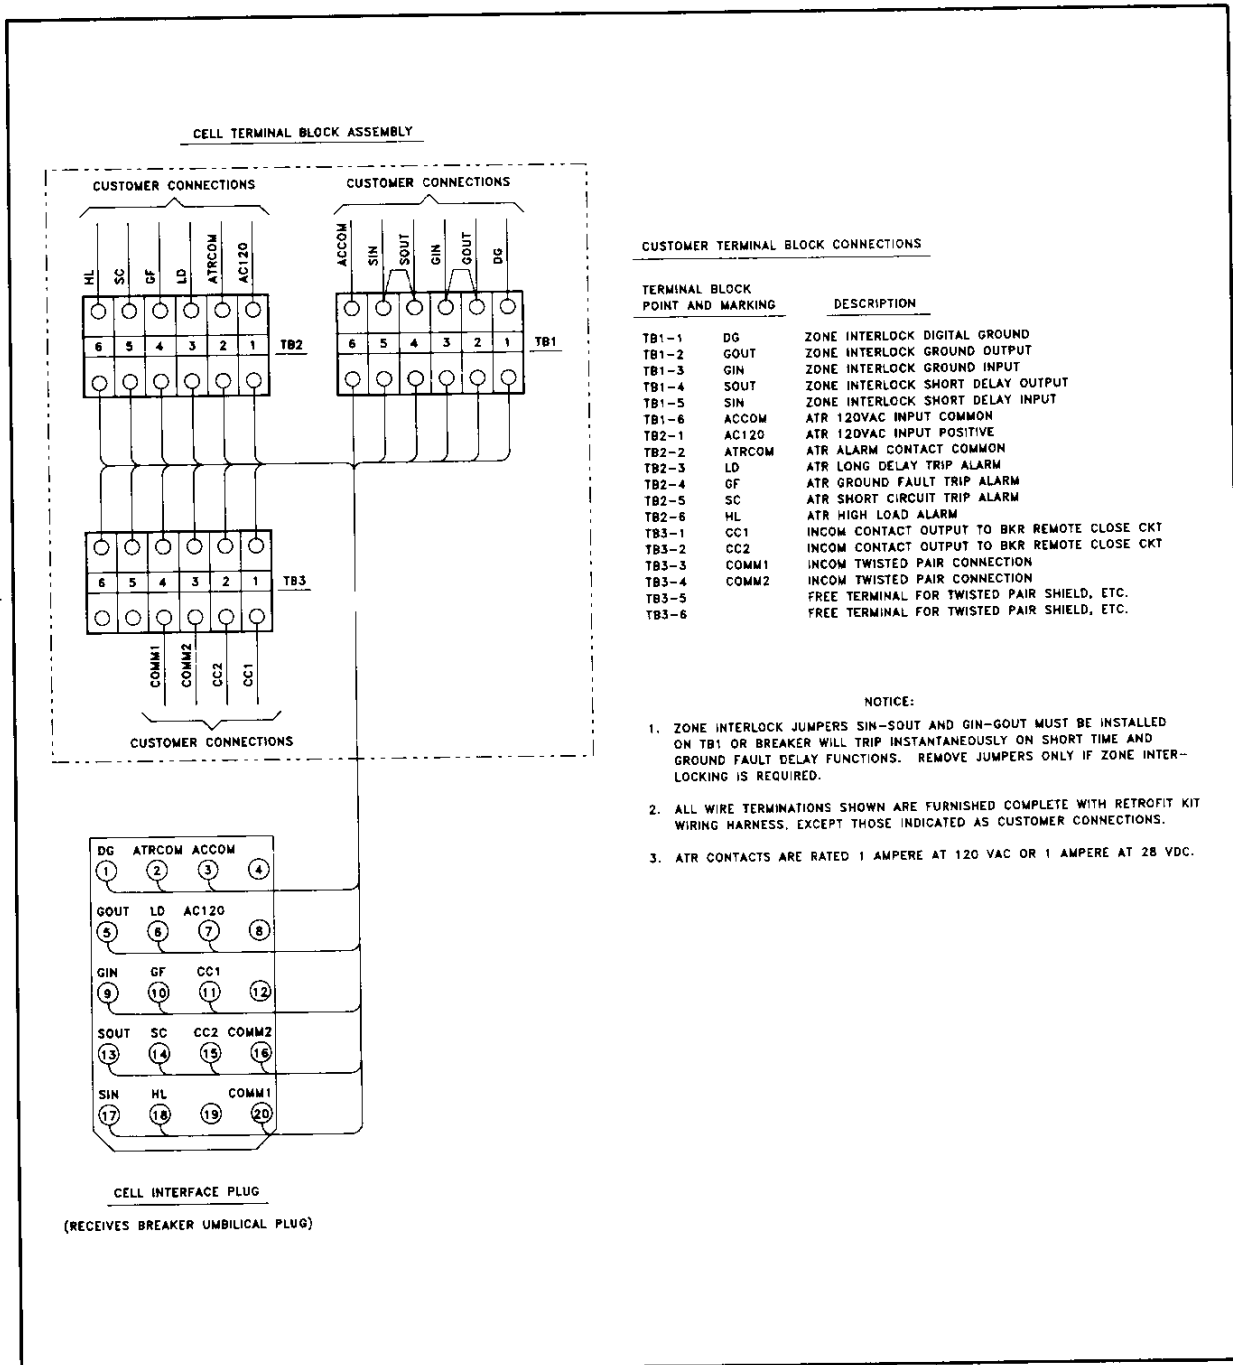 CELL TERMINAL BLOCK ASSEMBLY
CUSTOMER CONNECTIONS
CUSTOMER CONNECTIONS
HL
SC
GF
LD
ATRCOM
AC120
ACCOM
SIN
SOUT
GIN
GOUT
DG
6 5 4 3 2 1 TB2
6 5 4 3 2 1 TB1
6 5 4 3 2 1 TB3
COMM1
COMM2
CC2
CC1
CUSTOMER CONNECTIONS
DG ATRCOM ACCOM
1 2 3 4
GOUT LD AC120
5 6 7 8
GIN GF CC1
9 10 11 12
SOUT SC CC2 COMM2
13 14 15 16
SIN HL COMM1
17 18 19 20
CELL INTERFACE PLUG
(RECEIVES BREAKER UMBILICAL PLUG)
CUSTOMER TERMINAL BLOCK CONNECTIONS
TERMINAL BLOCK
POINT AND MARKING DESCRIPTION
TB1-1 DG ZONE INTERLOCK DIGITAL GROUND
TB1-2 GOUT ZONE INTERLOCK GROUND OUTPUT
TB1-3 GIN ZONE INTERLOCK GROUND INPUT
TB1-4 SOUT ZONE INTERLOCK SHORT DELAY OUTPUT
TB1-5 SIN ZONE INTERLOCK SHORT DELAY INPUT
TB1-6 ACCOM ATR 120VAC INPUT COMMON
TB2-1 AC120 ATR 120VAC INPUT POSITIVE
TB2-2 ATRCOM ATR ALARM CONTACT COMMON
TB2-3 LD ATR LONG DELAY TRIP ALARM
TB2-4 GF ATR GROUND FAULT TRIP ALARM
TB2-5 SC ATR SHORT CIRCUIT TRIP ALARM
TB2-6 HL ATR HIGH LOAD ALARM
TB3-1 CC1 INCOM CONTACT OUTPUT TO BKR REMOTE CLOSE CKT
TB3-2 CC2 INCOM CONTACT OUTPUT TO BKR REMOTE CLOSE CKT
TB3-3 COMM1 INCOM TWISTED PAIR CONNECTION
TB3-4 COMM2 INCOM TWISTED PAIR CONNECTION
TB3-5 FREE TERMINAL FOR TWISTED PAIR SHIELD, ETC.
TB3-6 FREE TERMINAL FOR TWISTED PAIR SHIELD, ETC.
NOTICE:
1. ZONE INTERLOCK JUMPERS SIN-SOUT AND GIN-GOUT MUST BE INSTALLED
ON TB1 OR BREAKER WILL TRIP INSTANTANEOUSLY ON SHORT TIME AND
GROUND FAULT DELAY FUNCTIONS. REMOVE JUMPERS ONLY IF ZONE INTER-
LOCKING IS REQUIRED.
2. ALL WIRE TERMINATIONS SHOWN ARE FURNISHED COMPLETE WITH RETROFIT KIT
WIRING HARNESS, EXCEPT THOSE INDICATED AS CUSTOMER CONNECTIONS.
3. ATR CONTACTS ARE RATED 1 AMPERE AT 120 VAC OR 1 AMPERE AT 28 VDC.